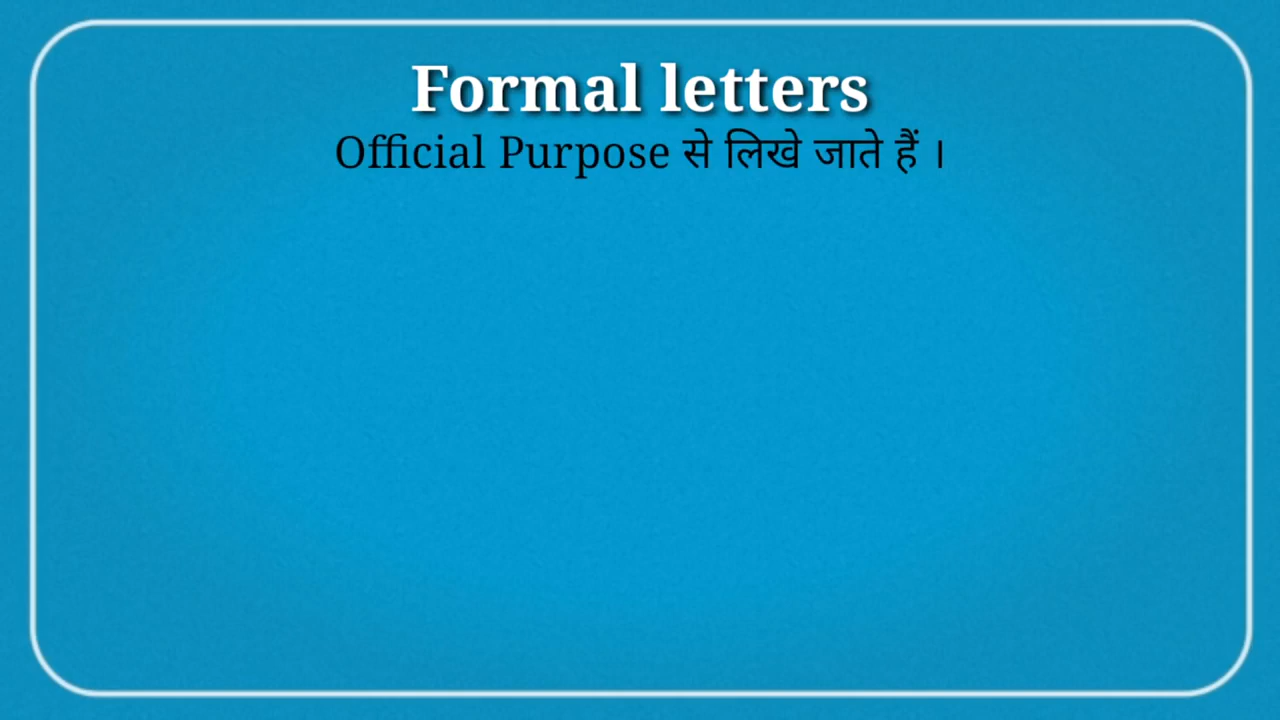 Formal letters
Official Purpose से लिखे जाते हैं ।